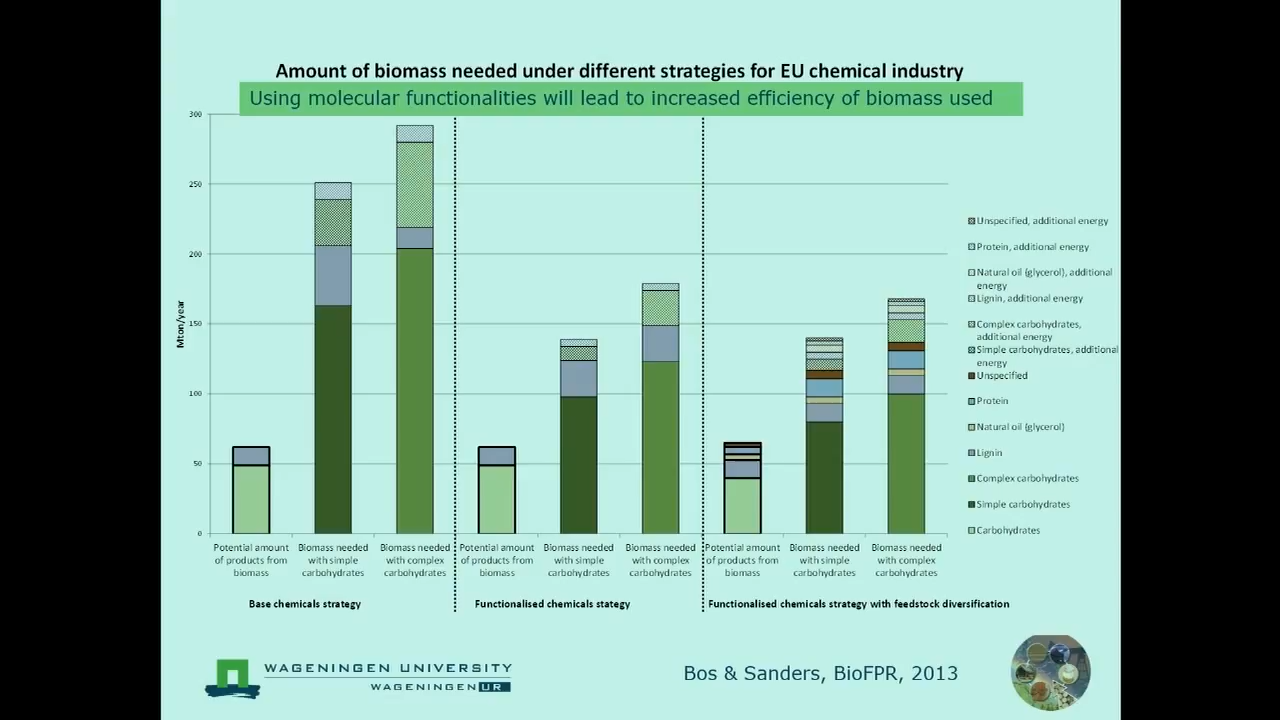 Amount of biomass needed under different strategies for EU chemical industry
Using molecular functionalities will lead to increased efficiency of biomass used
300
250
200
150
100
50
0
Mton/year
Unspecified, additional energy
Protein, additional energy
Natural oil (glycerol), additional
energy
Lignin, additional energy
Complex carbohydrates,
additional energy
Simple carbohydrates, additional
energy
Unspecified
Protein
Natural oil (glycerol)
Lignin
Complex carbohydrates
Simple carbohydrates
Carbohydrates
Potential amount
of products from
biomass
Biomass needed
with simple
carbohydrates
Biomass needed
with complex
carbohydrates
Potential amount
of products from
biomass
Biomass needed
with simple
carbohydrates
Biomass needed
with complex
carbohydrates
Potential amount
of products from
biomass
Biomass needed
with simple
carbohydrates
Biomass needed
with complex
carbohydrates
Base chemicals strategy
Functionalised chemicals stategy
Functionalised chemicals strategy with feedstock diversification
WAGENINGEN UNIVERSITY
WAGENINGEN UR
Bos & Sanders, BioFPR, 2013